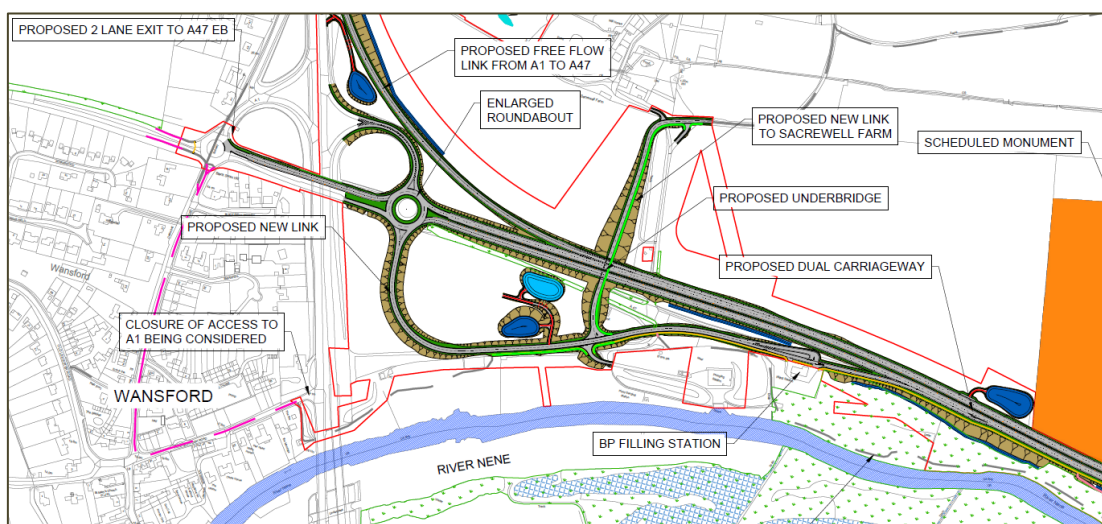 PROPOSED 2 LANE EXIT TO A47 EB
PROPOSED FREE FLOW
LINK FROM A1 TO A47
ENLARGED
ROUNDABOUT
PROPOSED NEW LINK
TO SACREWELL FARM
SCHEDULED MONUMENT
PROPOSED UNDERBRIDGE
PROPOSED NEW LINK
PROPOSED DUAL CARRIAGEWAY
Wansford
CLOSURE OF ACCESS TO
A1 BEING CONSIDERED
WANSFORD
BP FILLING STATION
RIVER NENE